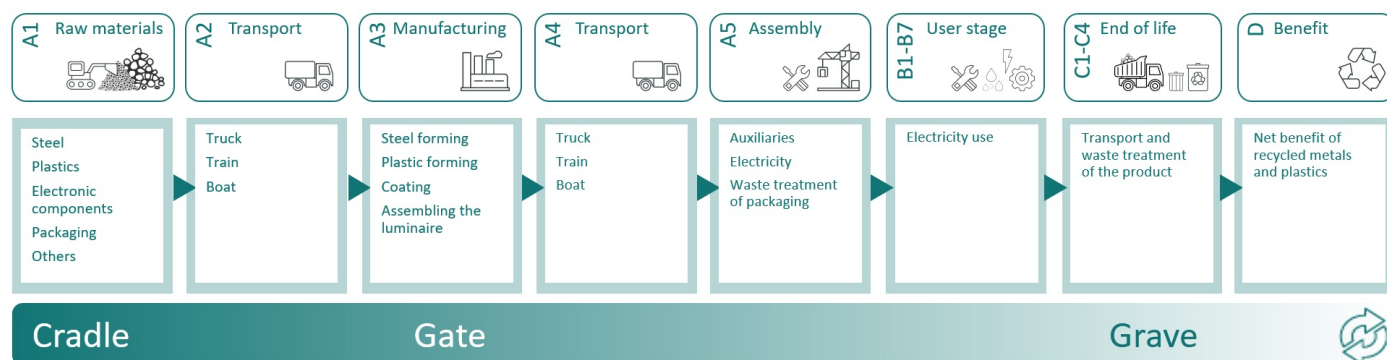 A1 Raw materials
A2 Transport
A3 Manufacturing
A4 Transport
A5 Assembly
B1-B7 User stage
C1-C4 End of life
D Benefit
Steel
Plastics
Electronic
components
Packaging
Others
Truck
Train
Boat
Steel forming
Plastic forming
Coating
Assembling the
luminaire
Truck
Train
Boat
Auxiliaries
Electricity
Waste treatment
of packaging
Electricity use
Transport and
waste treatment
of the product
Net benefit of
recycled metals
and plastics
Cradle
Gate
Grave